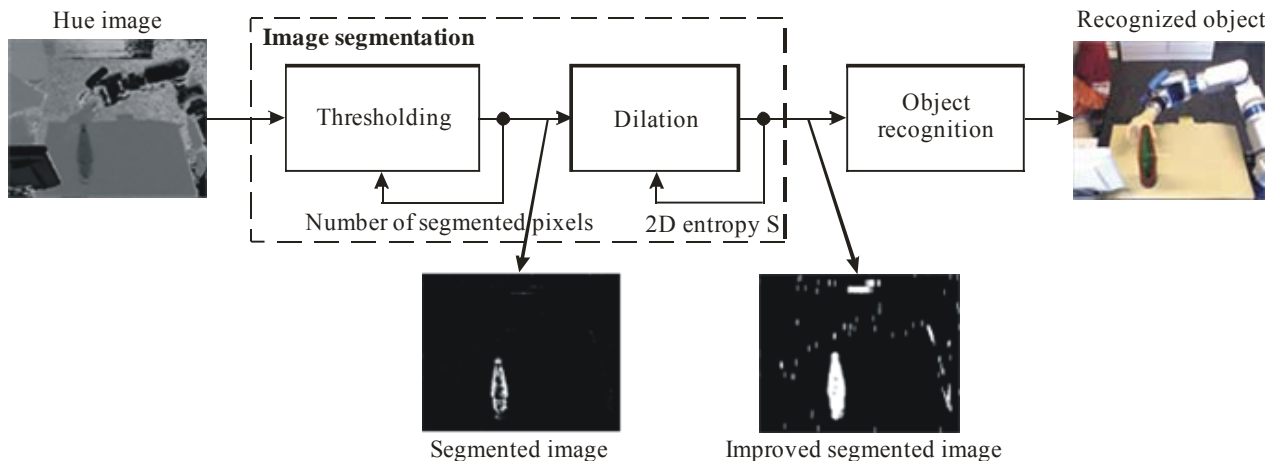 Hue image
Recognized object
Image segmentation
Thresholding
Dilation
Object
recognition
Number of segmented pixels
2D entropy S
Segmented image
Improved segmented image